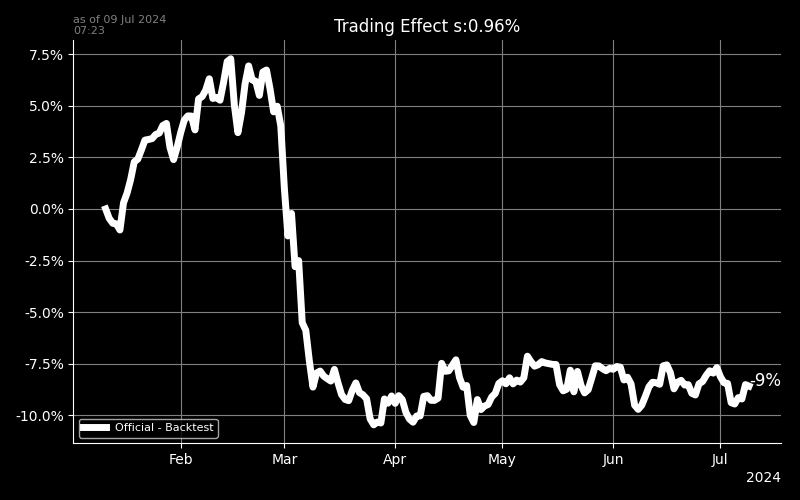 as of 09 Jul 2024
07:23
Trading Effect s:0.96%
7.5%
5.0%
2.5%
0.0%
-2.5%
-5.0%
-7.5%
-10.0%
-9%
Official - Backtest
Feb Mar Apr May Jun Jul
2024